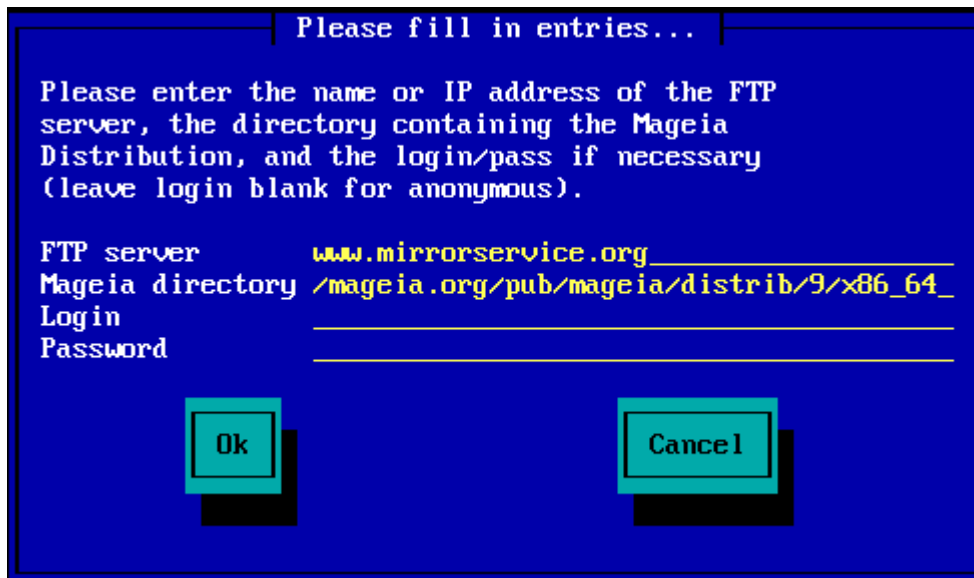 Please fill in entries...
Please enter the name or IP address of the FTP
server, the directory containing the Mageia
Distribution, and the login/pass if necessary
(leave login blank for anonymous).
FTP server www.mirrorservice.org
Mageia directory /mageia.org/pub/mageia/distrib/9/x86_64_
Login
Password
Ok Cancel